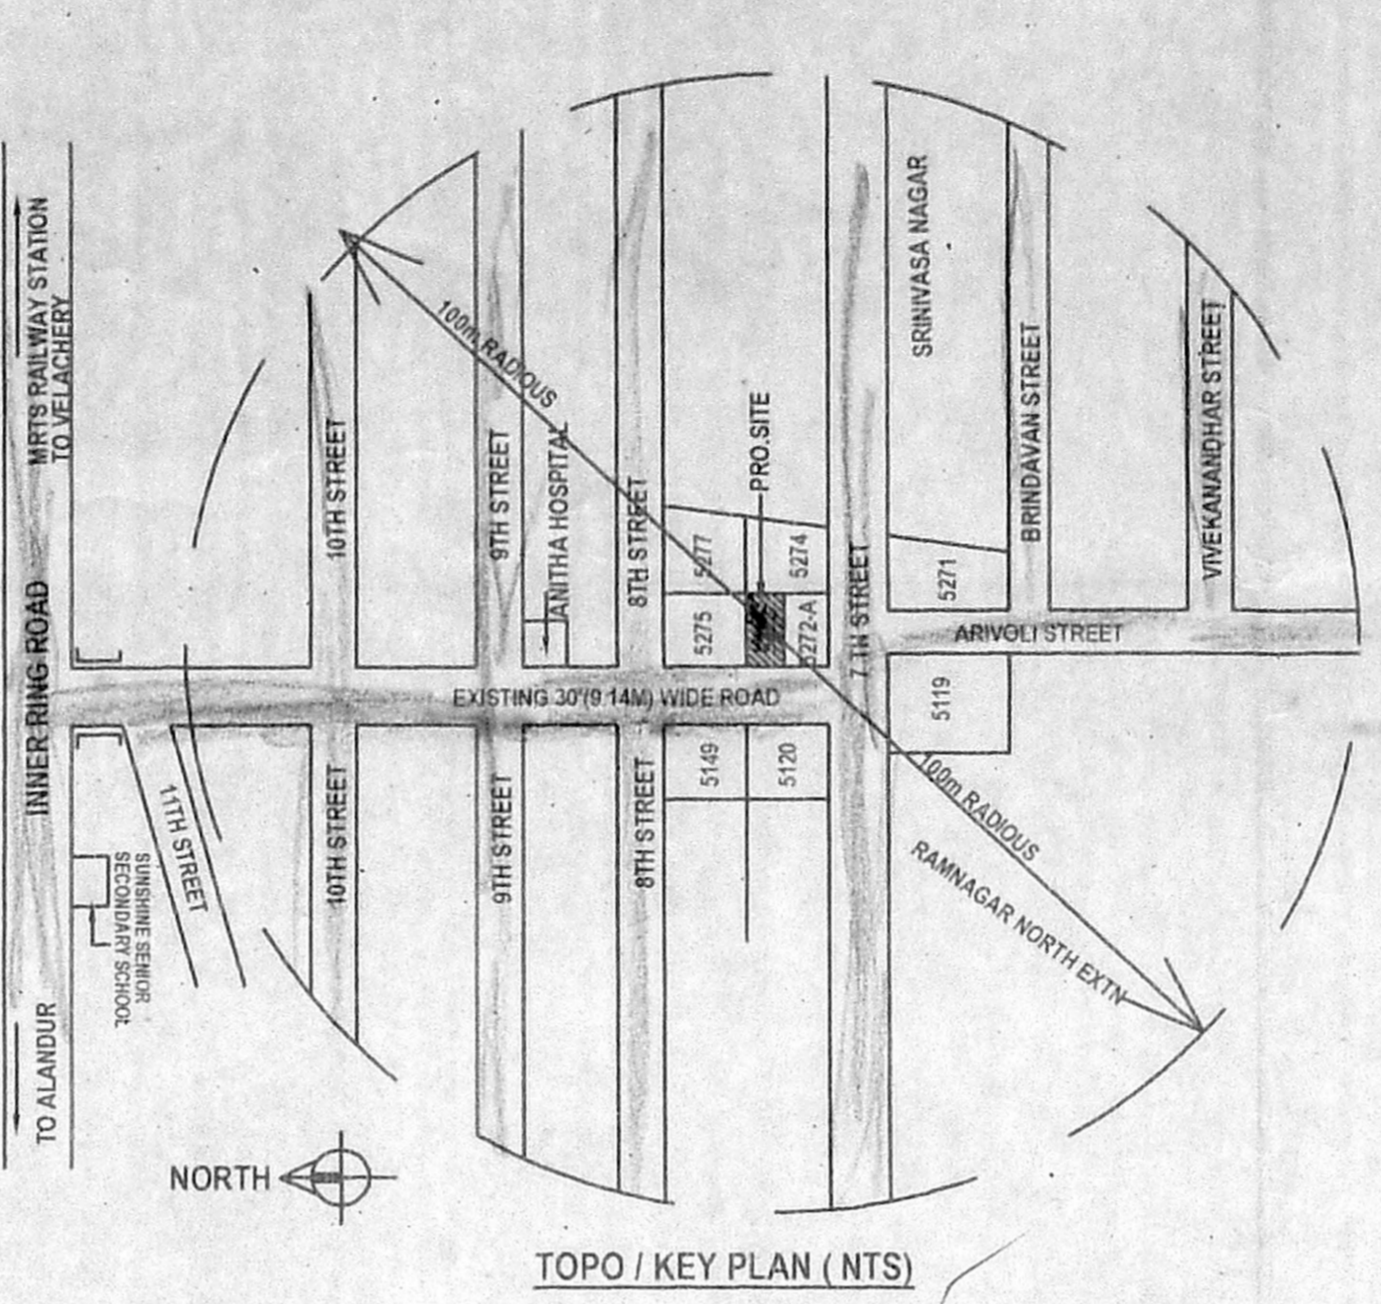 MRTS RAILWAY STATION
TO VELACHERY
INNER RING ROAD
TO ALANDUR
SUNSHINE SENIOR
SECONDARY SCHOOL
11TH STREET
10TH STREET
10TH STREET
9TH STREET
9TH STREET
JANTHA HOSPITAL
8TH STREET
8TH STREET
100m RADIOUS
PRO.SITE
5277
5274
5275
5272-A
7TH STREET
EXISTING 30'(9.14M) WIDE ROAD
5149
5120
SRINIVASA NAGAR
5271
5119
BRINDAVAN STREET
VIVEKANANDHAR STREET
ARIVOLI STREET
100m RADIOUS
RAMNAGAR NORTH EXTN
NORTH
TOPO / KEY PLAN ( NTS)